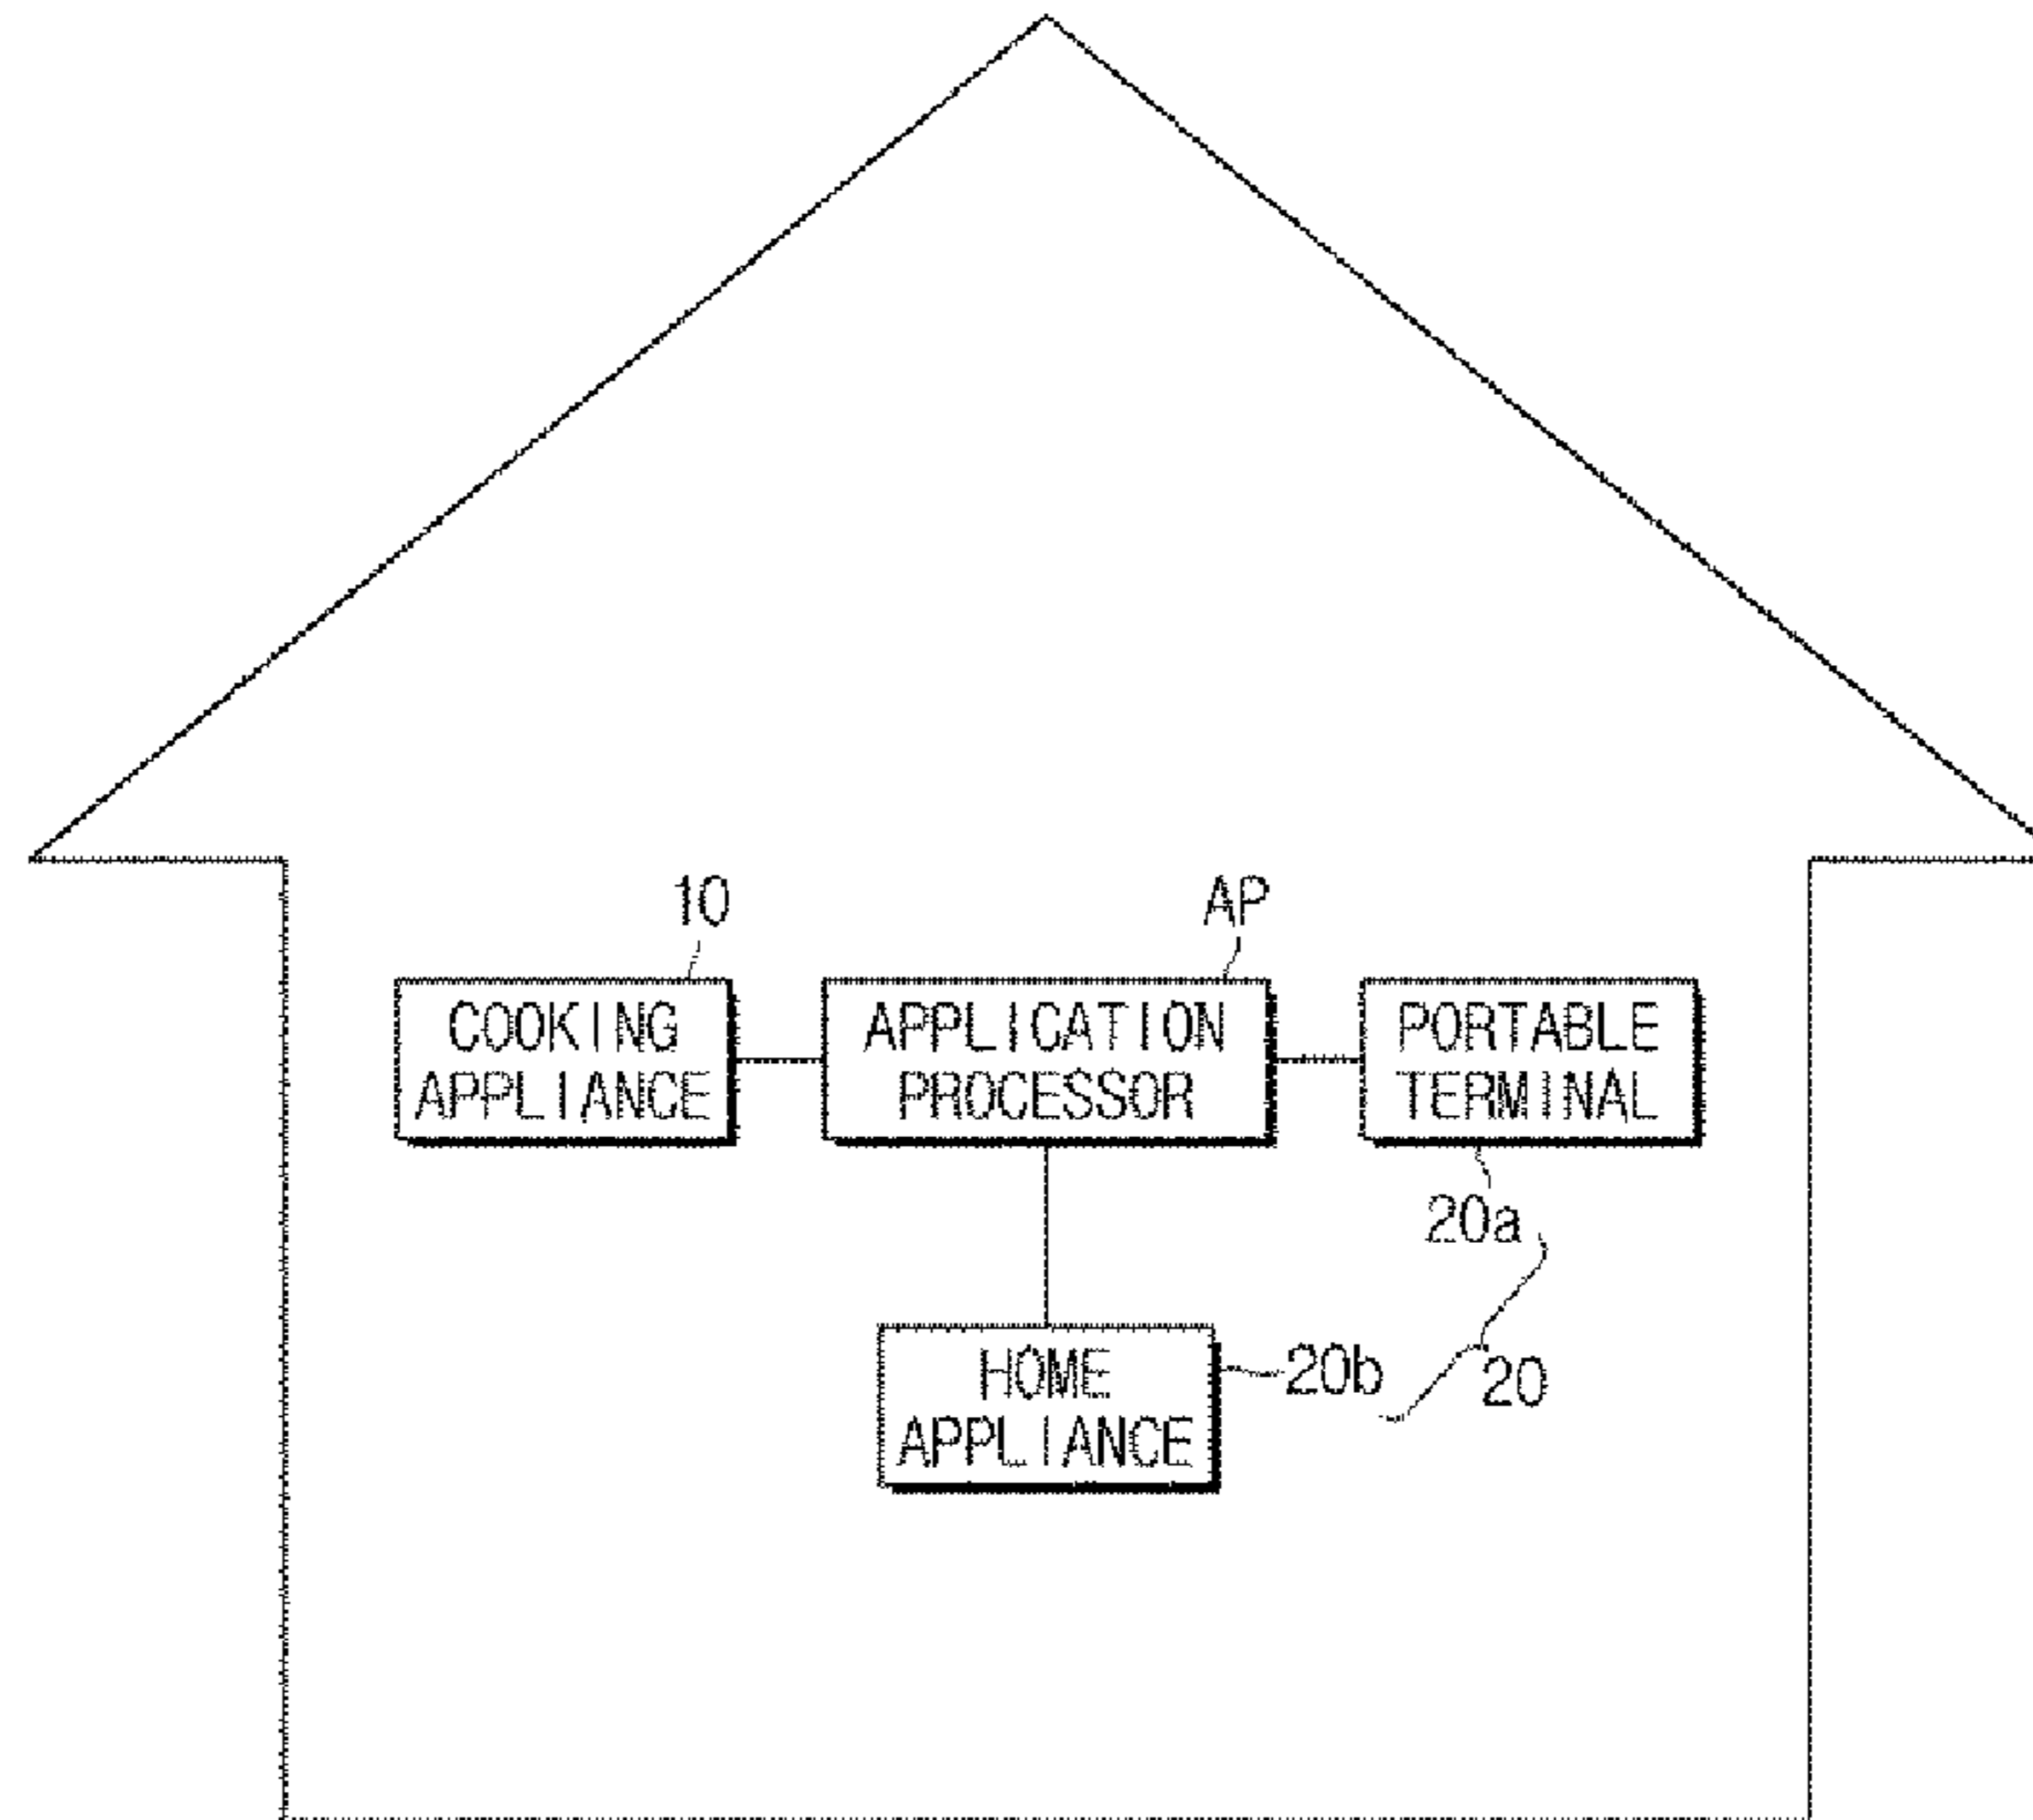 10
AP
COOKING
APPLIANCE
APPLICATION
PROCESSOR
PORTABLE
TERMINAL
20a
HOME
APPLIANCE
20b
20